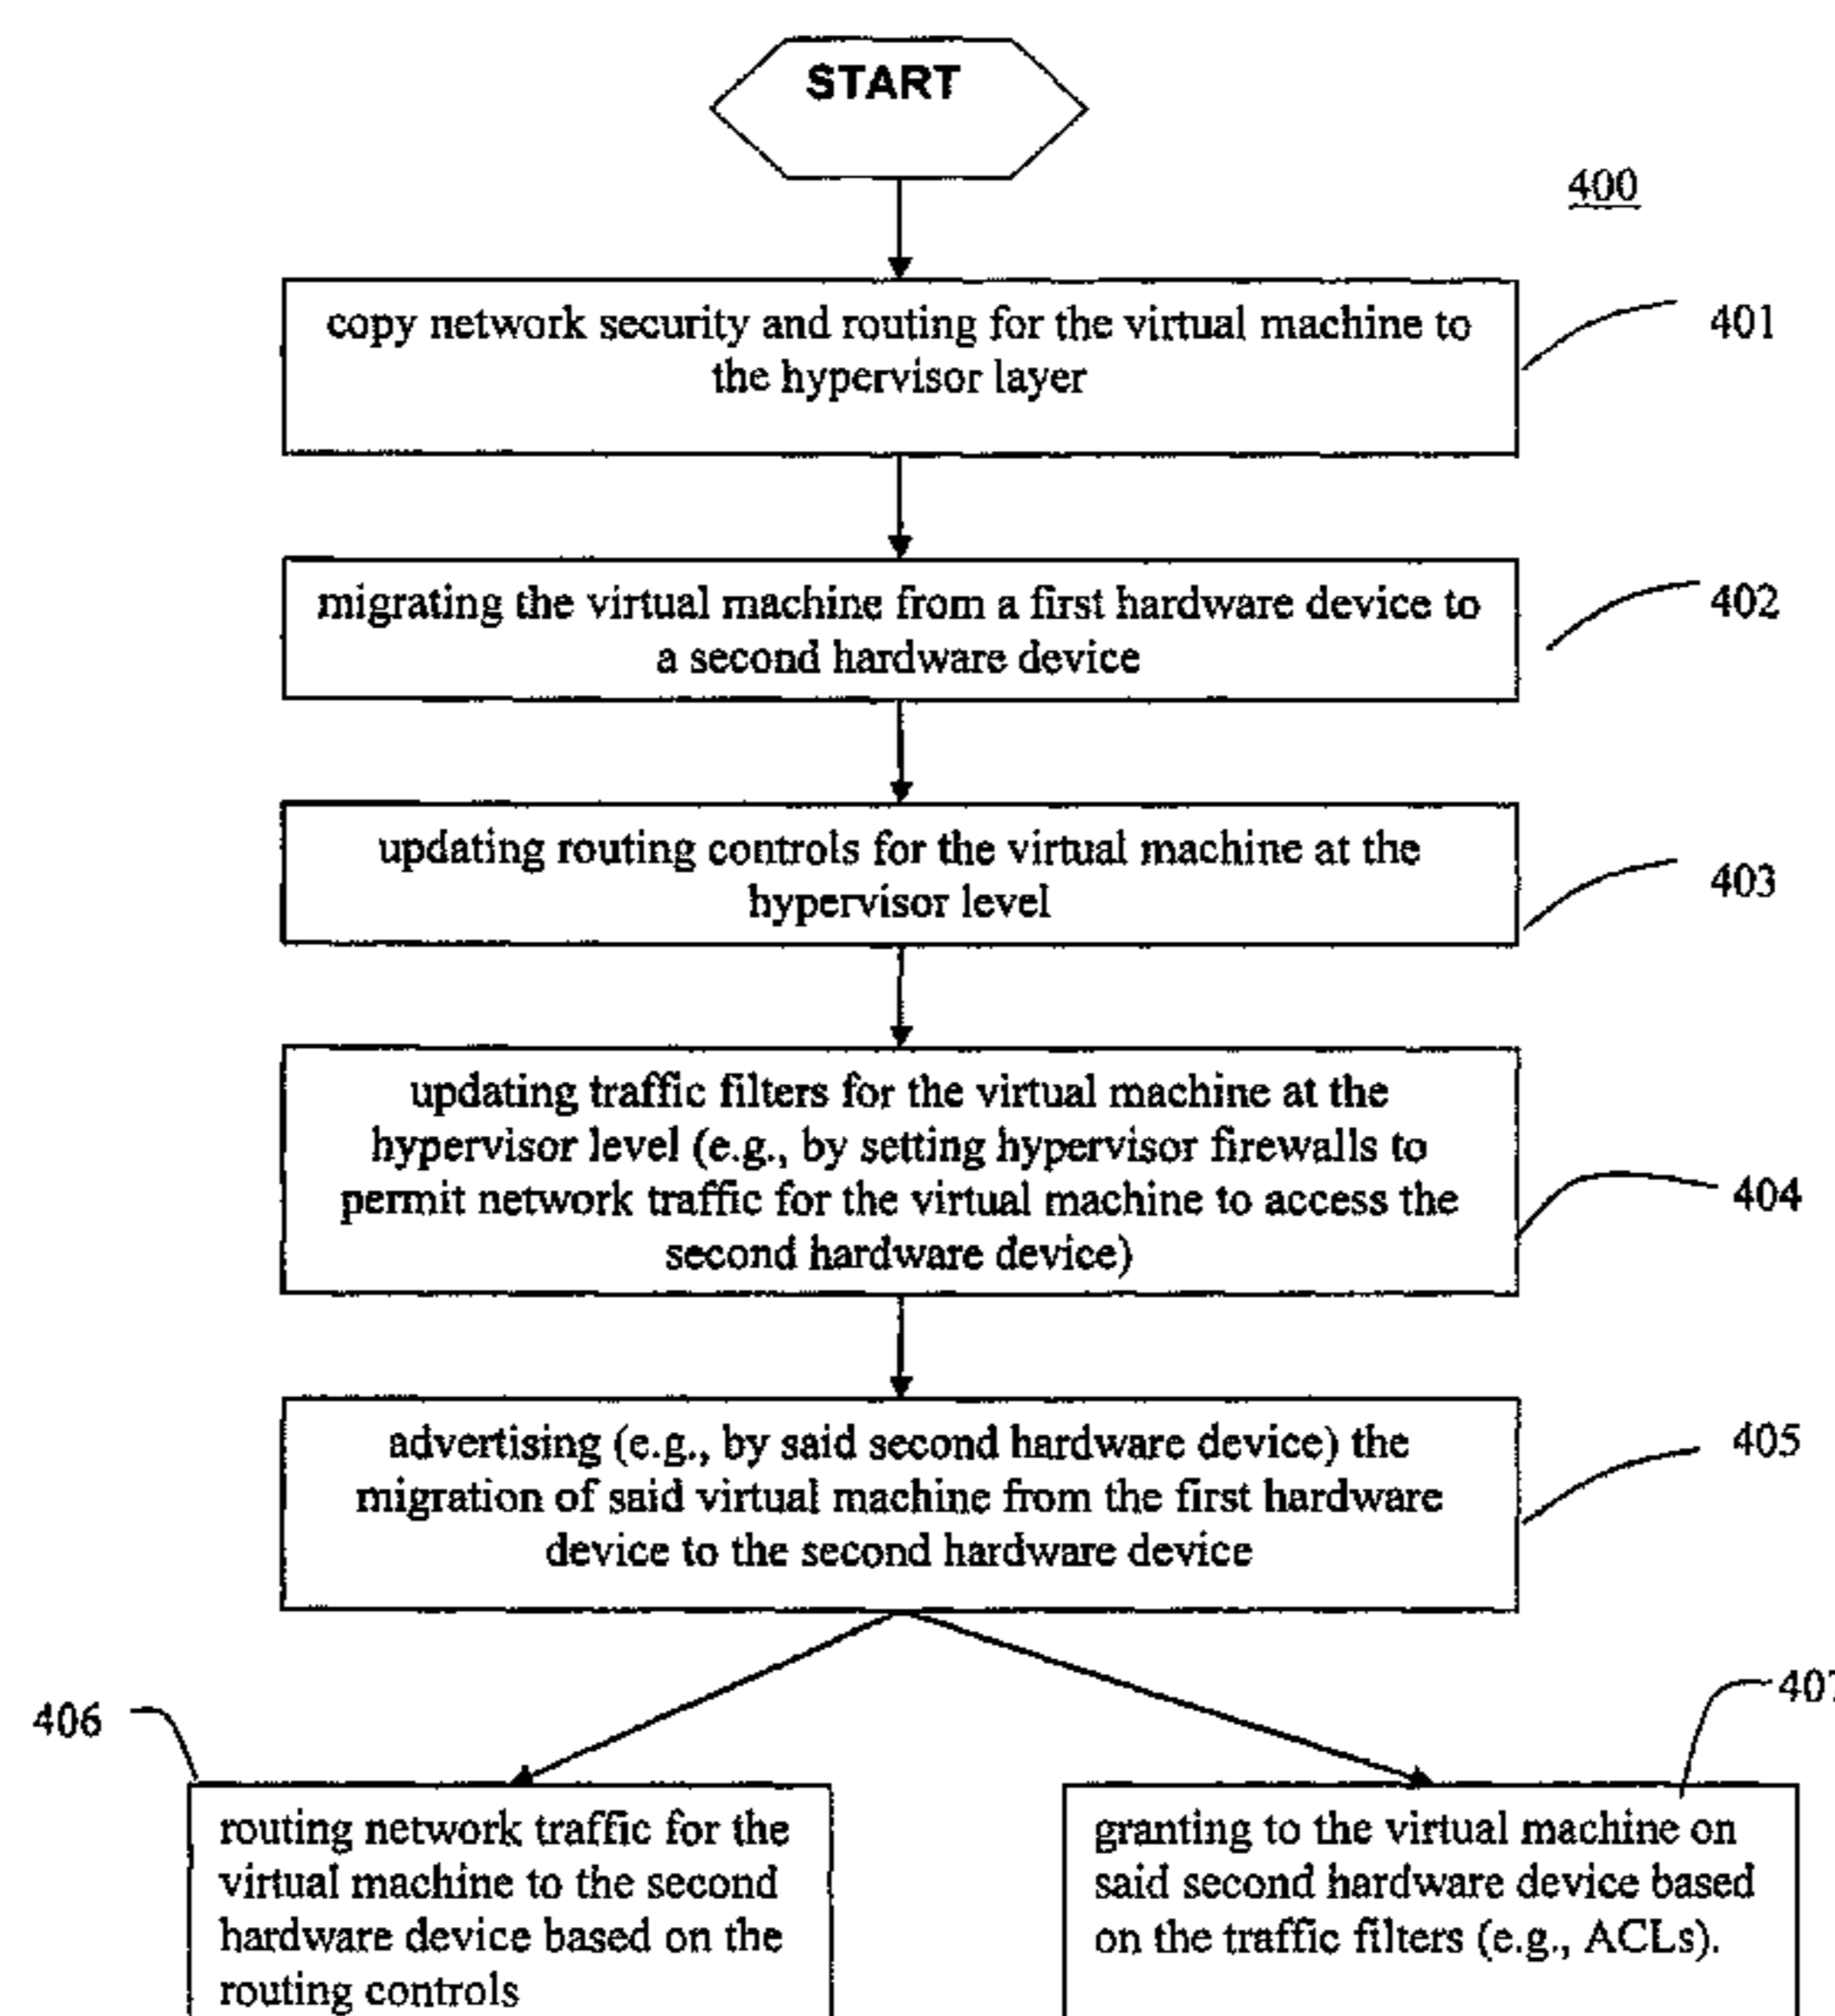 START
400
copy network security and routing for the virtual machine to
the hypervisor layer
401
migrating the virtual machine from a first hardware device to
a second hardware device
402
updating routing controls for the virtual machine at the
hypervisor level
403
updating traffic filters for the virtual machine at the
hypervisor level (e.g., by setting hypervisor firewalls to
permit network traffic for the virtual machine to access the
second hardware device)
404
advertising (e.g., by said second hardware device) the
migration of said virtual machine from the first hardware
device to the second hardware device
405
406
routing network traffic for the
virtual machine to the second
hardware device based on the
routing controls
407
granting to the virtual machine on
said second hardware device based
on the traffic filters (e.g., ACLs).